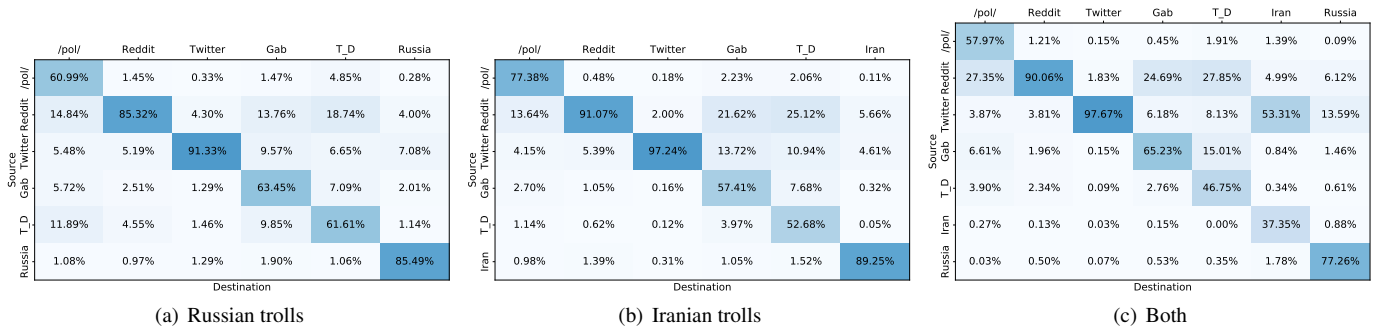 /pol/ Reddit Twitter Gab T_D Russia
/pol/ 60.99% 1.45% 0.33% 1.47% 4.85% 0.28%
Reddit 14.84% 85.32% 4.30% 13.76% 18.74% 4.00%
Twitter 5.48% 5.19% 91.33% 9.57% 6.65% 7.08%
Gab 5.72% 2.51% 1.29% 63.45% 7.09% 2.01%
T_D 11.89% 4.55% 1.46% 9.85% 61.61% 1.14%
Russia 1.08% 0.97% 1.29% 1.90% 1.06% 85.49%
Source
Destination
(a) Russian trolls
/pol/ Reddit Twitter Gab T_D Iran
/pol/ 77.38% 0.48% 0.18% 2.23% 2.06% 0.11%
Reddit 13.64% 91.07% 2.00% 21.62% 25.12% 5.66%
Twitter 4.15% 5.39% 97.24% 13.72% 10.94% 4.61%
Gab 2.70% 1.05% 0.16% 57.41% 7.68% 0.32%
T_D 1.14% 0.62% 0.12% 3.97% 52.68% 0.05%
Iran 0.98% 1.39% 0.31% 1.05% 1.52% 89.25%
Source
Destination
(b) Iranian trolls
/pol/ Reddit Twitter Gab T_D Iran Russia
/pol/ 57.97% 1.21% 0.15% 0.45% 1.91% 1.39% 0.09%
Reddit 27.35% 90.06% 1.83% 24.69% 27.85% 4.99% 6.12%
Twitter 3.87% 3.81% 97.67% 6.18% 8.13% 53.31% 13.59%
Gab 6.61% 1.96% 0.15% 65.23% 15.01% 0.84% 1.46%
T_D 3.90% 2.34% 0.09% 2.76% 46.75% 0.34% 0.61%
Iran 0.27% 0.13% 0.03% 0.15% 0.00% 37.35% 0.88%
Russia 0.03% 0.50% 0.07% 0.53% 0.35% 1.78% 77.26%
Source
Destination
(c) Both